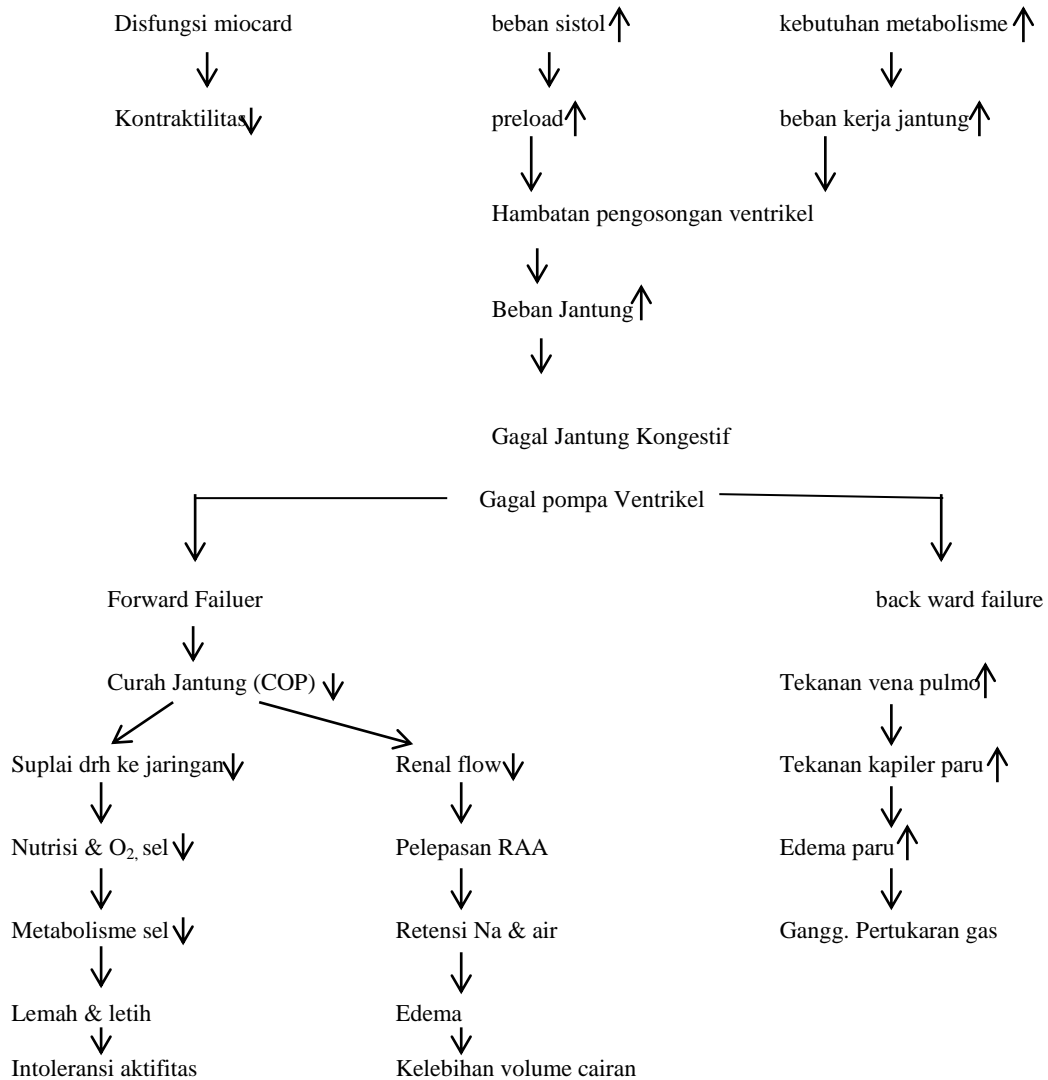 Disfungsi miocard
beban sistol
kebutuhan metabolisme
Kontraktilitas
preload
beban kerja jantung
Hambatan pengosongan ventrikel
Beban Jantung
Gagal Jantung Kongestif
Gagal pompa Ventrikel
Forward Failuer
back ward failure
Curah Jantung (COP)
Tekanan vena pulmo
Suplai drh ke jaringan
Renal flow
Tekanan kapiler paru
Nutrisi & O₂, sel
Pelepasan RAA
Edema paru
Metabolisme sel
Retensi Na & air
Gangg. Pertukaran gas
Lemah & letih
Edema
Intoleransi aktifitas
Kelebihan volume cairan